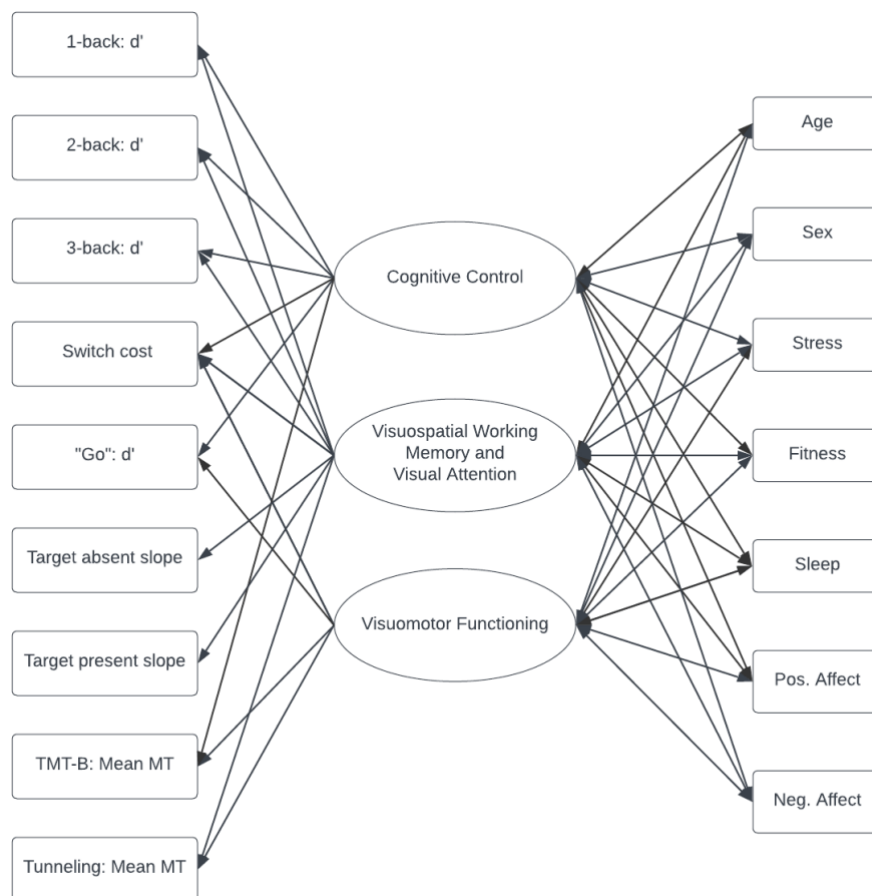 1-back: d'
2-back: d'
3-back: d'
Switch cost
"Go": d'
Target absent slope
Target present slope
TMT-B: Mean MT
Tunneling: Mean MT
Cognitive Control
Visuospatial Working
Memory and
Visual Attention
Visuomotor Functioning
Age
Sex
Stress
Fitness
Sleep
Pos. Affect
Neg. Affect